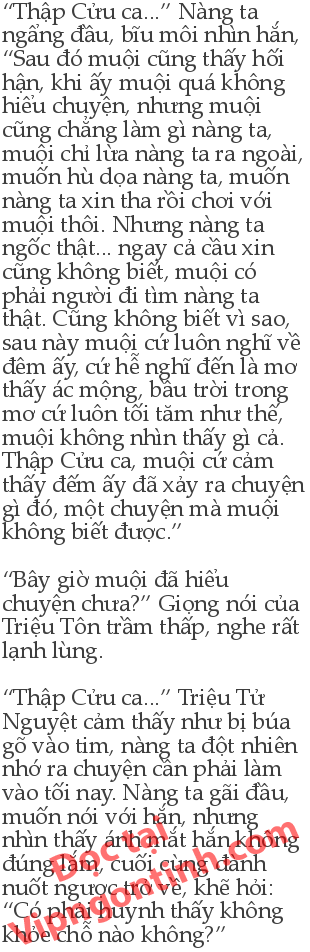 “Thập Cửu ca...” Nàng ta
ngẩng đầu, bĩu môi nhìn hắn,
“Sau đó muội cũng thấy hối
hận, khi ấy muội quá không
hiểu chuyện, nhưng muội
cũng chẳng làm gì nàng ta,
muội chỉ lừa nàng ta ra ngoài,
muốn hù dọa nàng ta, muốn
nàng ta xin tha rồi chơi với
muội thôi. Nhưng nàng ta
ngốc thật... ngay cả cầu xin
cũng không biết, muội có
phải người đi tìm nàng ta
thật. Cũng không biết vì sao,
sau này muội cứ luôn nghĩ về
đêm ấy, cứ hễ nghĩ đến là mơ
thấy ác mộng, bầu trời trong
mơ cứ luôn tối tăm như thế,
muội không nhìn thấy gì cả.
Thập Cửu ca, muội cứ cảm
thấy đếm ấy đã xảy ra chuyện
gì đó, một chuyện mà muội
không biết được.”
“Bây giờ muội đã hiểu
chuyện chưa?” Giọng nói của
Triệu Tôn trầm thấp, nghe rất
lạnh lùng.
“Thập Cửu ca...” Triệu Tử
Nguyệt cảm thấy như bị búa
gõ vào tim, nàng ta đột nhiên
nhớ ra chuyện cần phải làm
vào tối nay. Nàng ta gãi đầu,
muốn nói với hắn, nhưng
nhìn thấy ánh mắt hắn không
đúng lắm, cuối cùng đành
nuốt ngược trở về, khẽ hỏi:
“Có phải huynh thấy không
khỏe chỗ nào không?”
Đọc tại
Vipngontinh.com